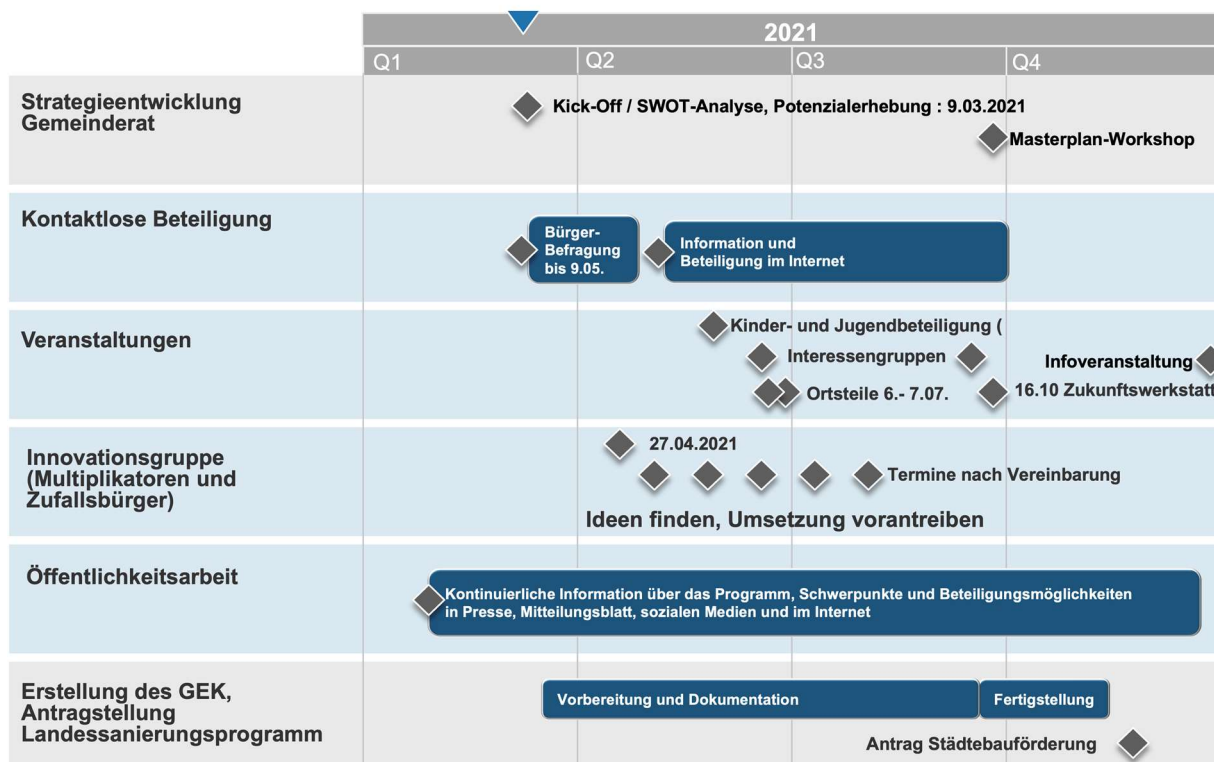 2021
Q1 Q2 Q3 Q4
Strategieentwicklung
Gemeinderat
Kick-Off / SWOT-Analyse, Potenzialerhebung : 9.03.2021
Masterplan-Workshop
Kontaktlose Beteiligung
Bürger-
Befragung
bis 9.05.
Information und
Beteiligung im Internet
Veranstaltungen
Kinder- und Jugendbeteiligung (
Interessengruppen
Infoveranstaltung
Ortsteile 6.- 7.07.
16.10 Zukunftswerkstatt
Innovationsgruppe
(Multiplikatoren und
Zufallsbürger)
27.04.2021
Termine nach Vereinbarung
Ideen finden, Umsetzung vorantreiben
Öffentlichkeitsarbeit
Kontinuierliche Information über das Programm, Schwerpunkte und Beteiligungsmöglichkeiten
in Presse, Mitteilungsblatt, sozialen Medien und im Internet
Erstellung des GEK,
Antragstellung
Landessanierungsprogramm
Vorbereitung und Dokumentation
Fertigstellung
Antrag Städtebauförderung